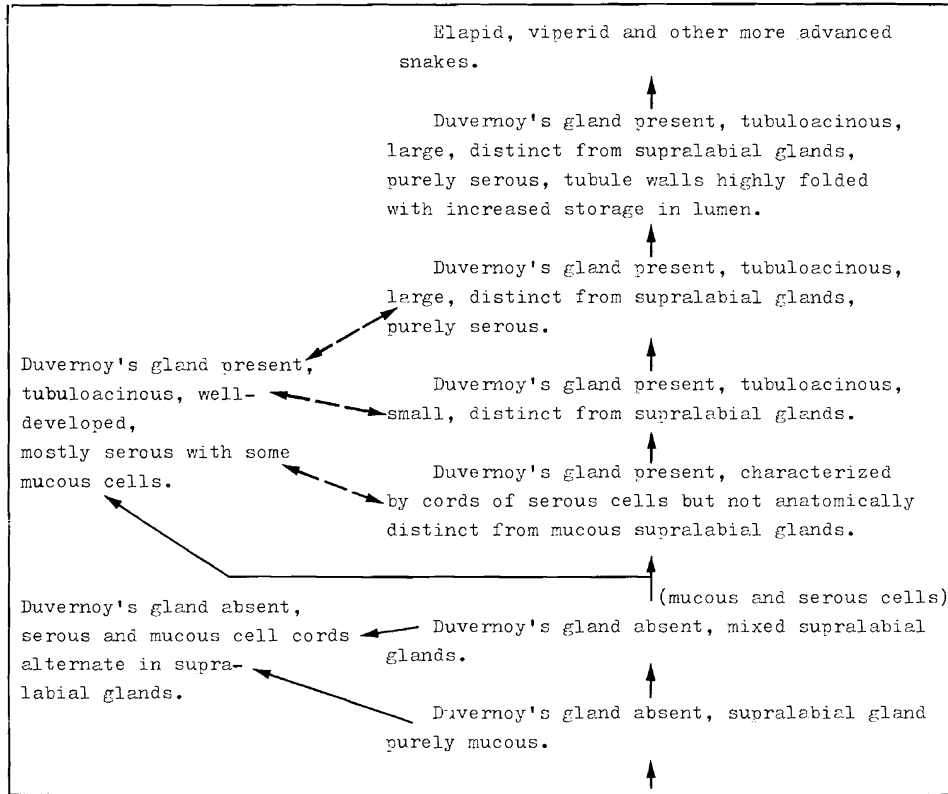 Elapid, viperid and other more advanced
snakes.
Duvernoy's gland present, tubuloacinous,
large, distinct from supralabial glands,
purely serous, tubule walls highly folded
with increased storage in lumen.
Duvernoy's gland present, tubuloacinous,
large, distinct from supralabial glands,
purely serous.
Duvernoy's gland present,
tubuloacinous, well-
developed,
mostly serous with some
mucous cells.
Duvernoy's gland present, tubuloacinous,
small, distinct from supralabial glands.
Duvernoy's gland present, characterized
by cords of serous cells but not anatomically
distinct from mucous supralabial glands.
(mucous and serous cells)
Duvernoy's gland absent,
serous and mucous cell cords
alternate in supra-
labial glands.
Duvernoy's gland absent, mixed supralabial
glands.
Duvernoy's gland absent, supralabial gland
purely mucous.